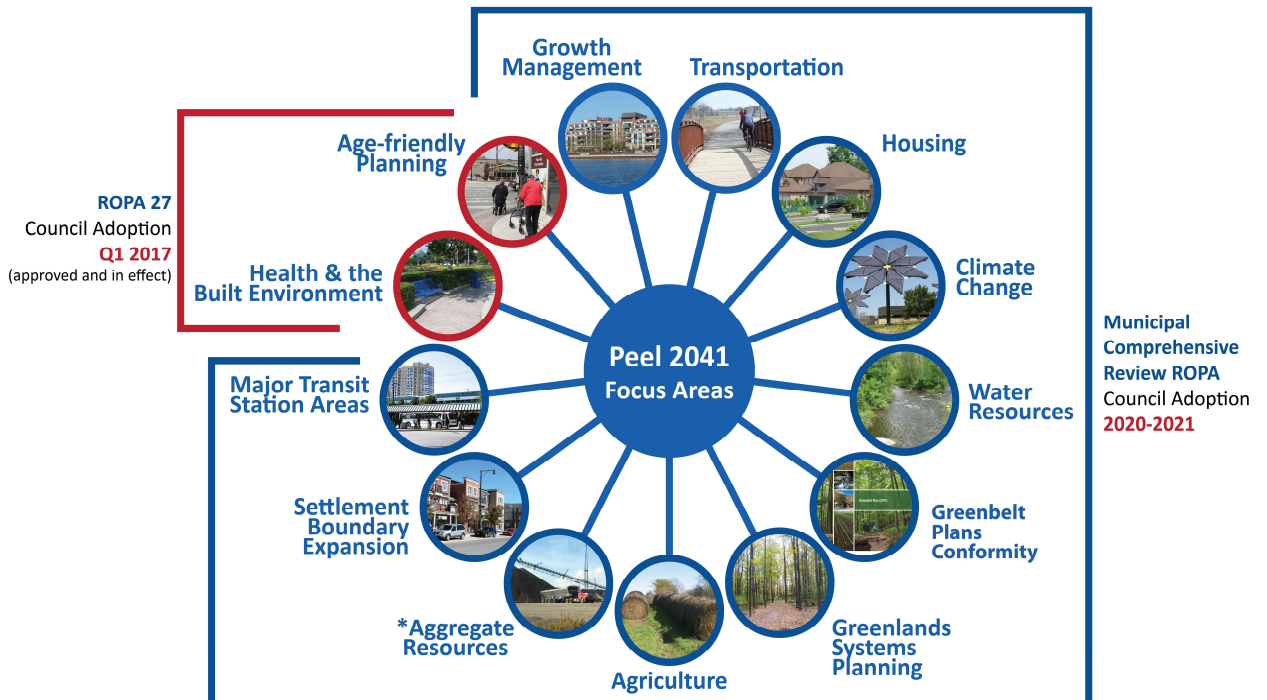 Growth
Management
Transportation
Age-friendly
Planning
Housing
ROPA 27
Council Adoption
Q1 2017
(approved and in effect)
Health & the
Built Environment
Climate
Change
Peel 2041
Focus Areas
Major Transit
Station Areas
Water
Resources
Municipal
Comprehensive
Review ROPA
Council Adoption
2020-2021
Settlement
Boundary
Expansion
Greenbelt
Plans
Conformity
*Aggregate
Resources
Agriculture
Greenlands
Systems
Planning